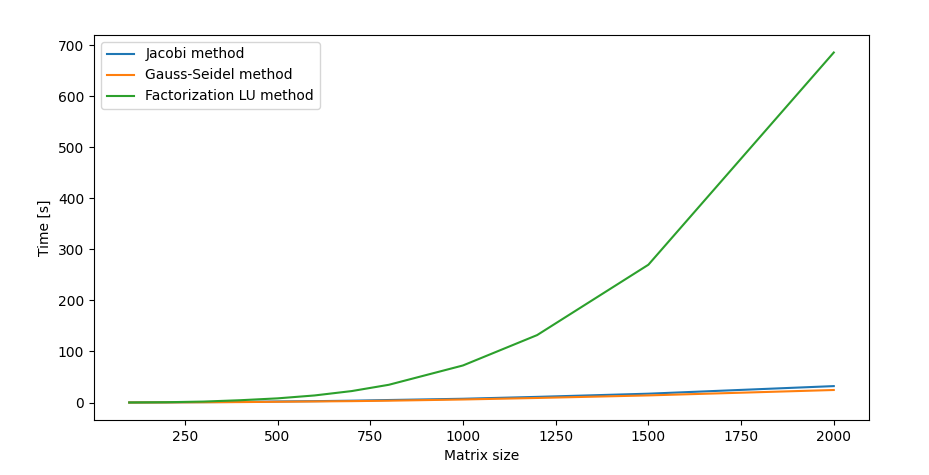 Jacobi method
Gauss-Seidel method
Factorization LU method
Time [s]
700
600
500
400
300
200
100
0
250 500 750 1000 1250 1500 1750 2000
Matrix size